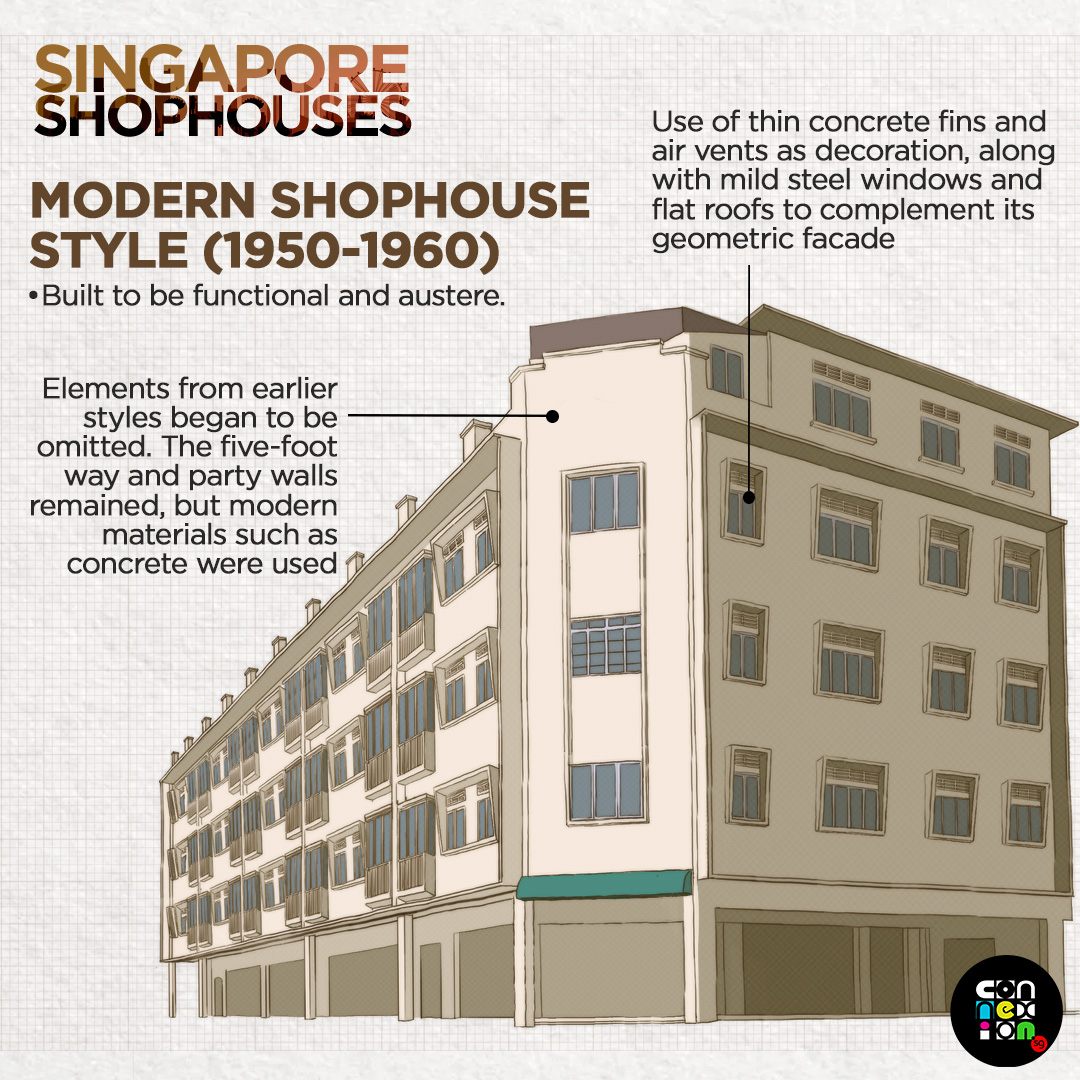 SINGAPORE
SHOPHOUSES
MODERN SHOPHOUSE
STYLE (1950-1960)
•Built to be functional and austere.
Use of thin concrete fins and
air vents as decoration, along
with mild steel windows and
flat roofs to complement its
geometric facade
Elements from earlier
styles began to be
omitted. The five-foot
way and party walls
remained, but modern
materials such as
concrete were used
con
nex
ion
sg